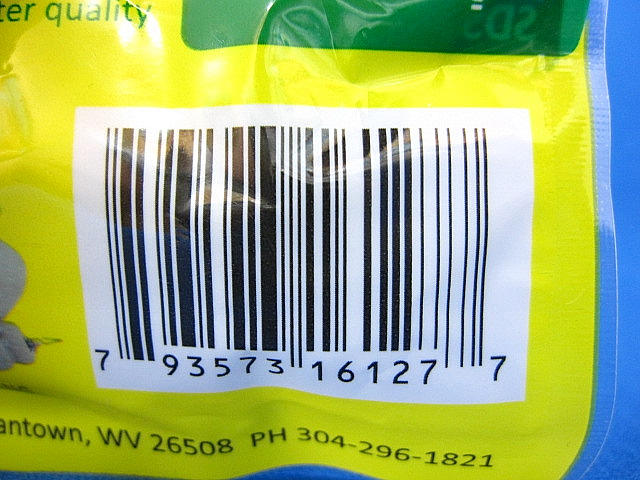 ter quality
7 93573 16127 7
antown, WV 26508 PH 304-296-1821